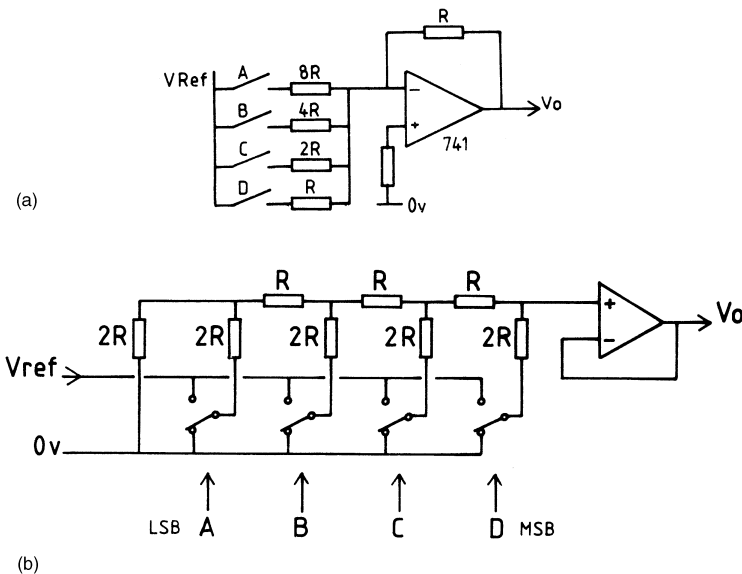 R
VRef A 8R
B 4R
C 2R
D R
− + 741 Vo
0v
(a)
R R R
2R 2R 2R 2R 2R
+ − Vo
Vref
0v
LSB A B C D MSB
(b)